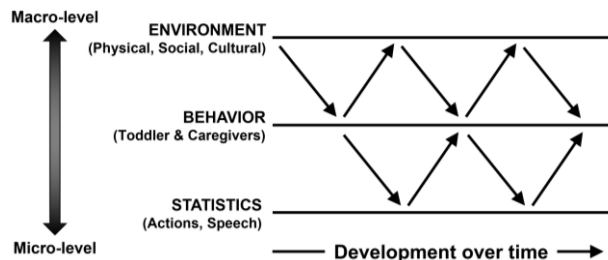 Macro-level
ENVIRONMENT
(Physical, Social, Cultural)
BEHAVIOR
(Toddler & Caregivers)
STATISTICS
(Actions, Speech)
Micro-level
Development over time